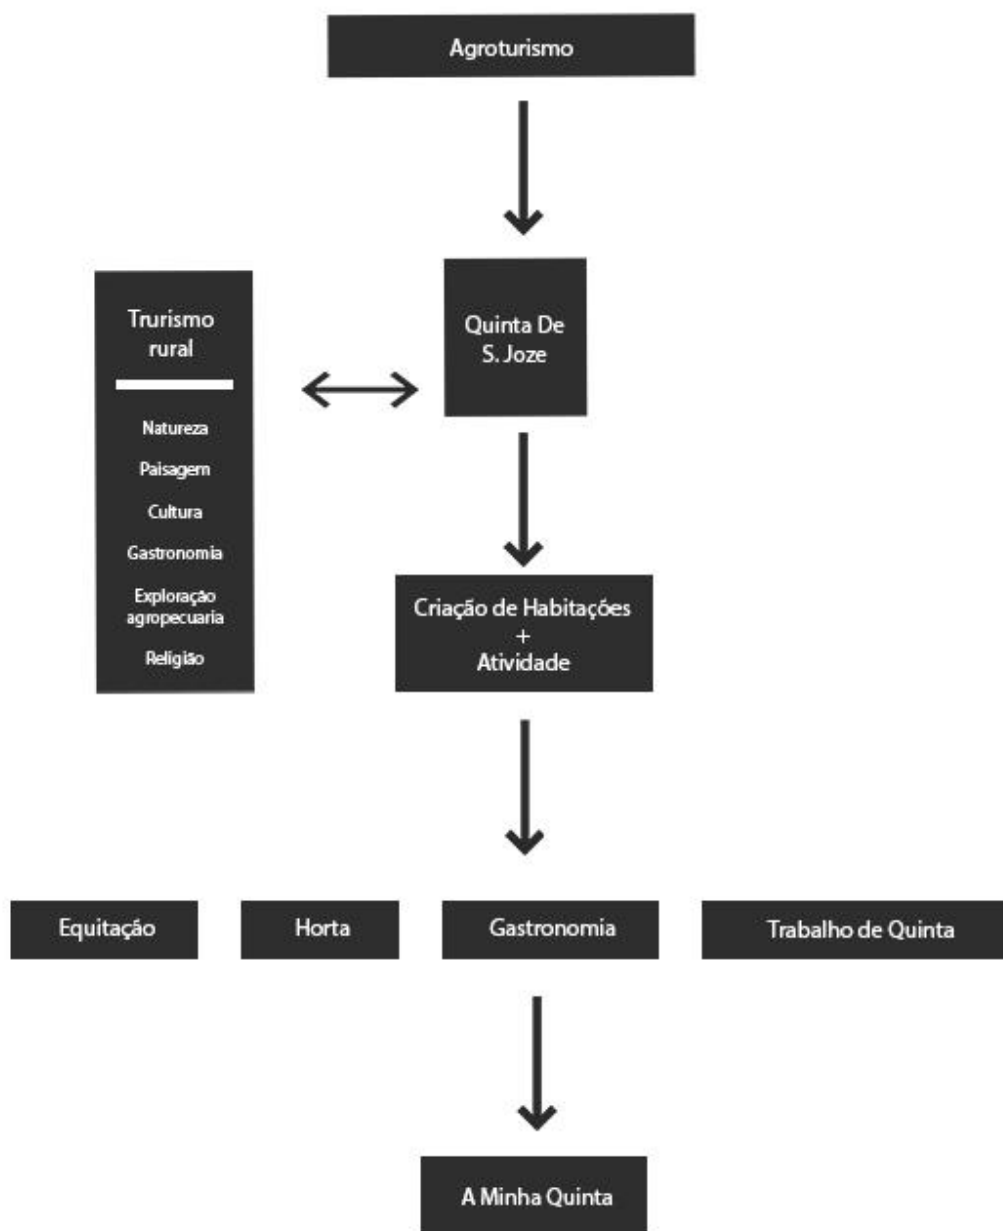 Agroturismo
Trurismo
rural
Natureza
Paisagem
Cultura
Gastronomia
Exploração
agropecuaria
Religião
Quinta De
S. Joze
Criação de Habitações
+
Atividade
Equitação
Horta
Gastronomia
Trabalho de Quinta
A Minha Quinta